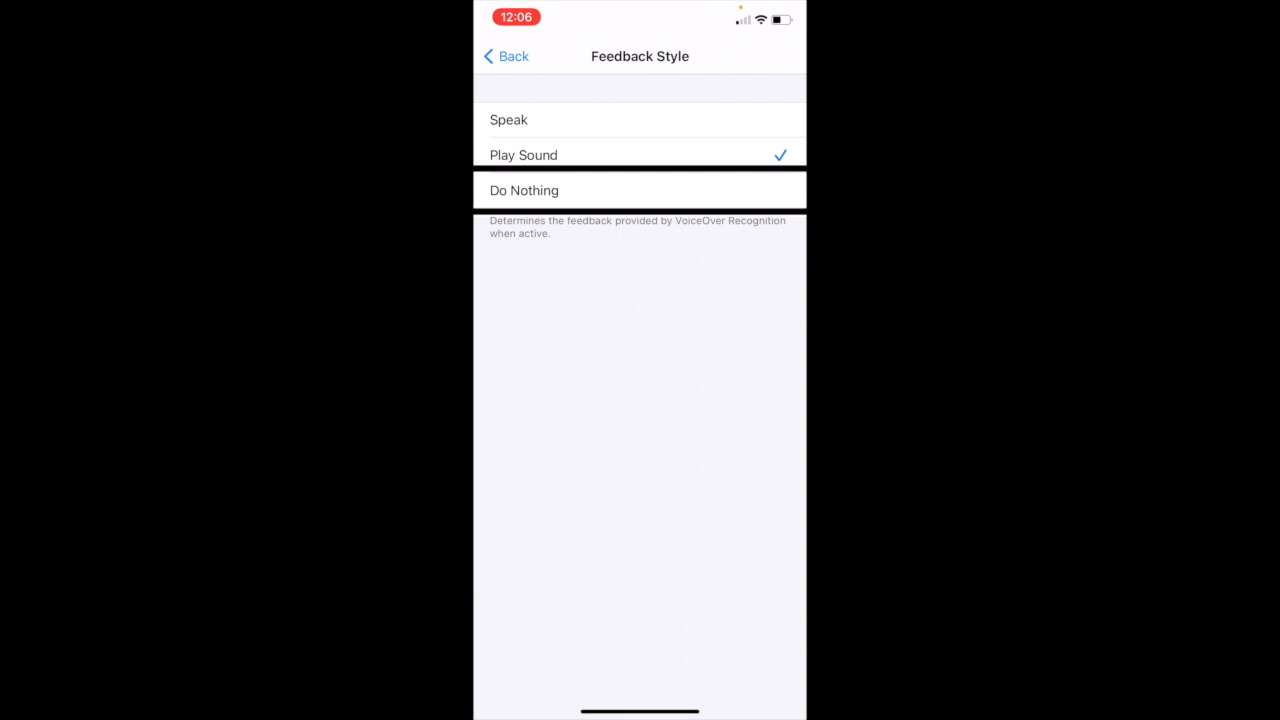 12:06
Back
Feedback Style
Speak
Play Sound
Do Nothing
Determines the feedback provided by VoiceOver Recognition
when active.